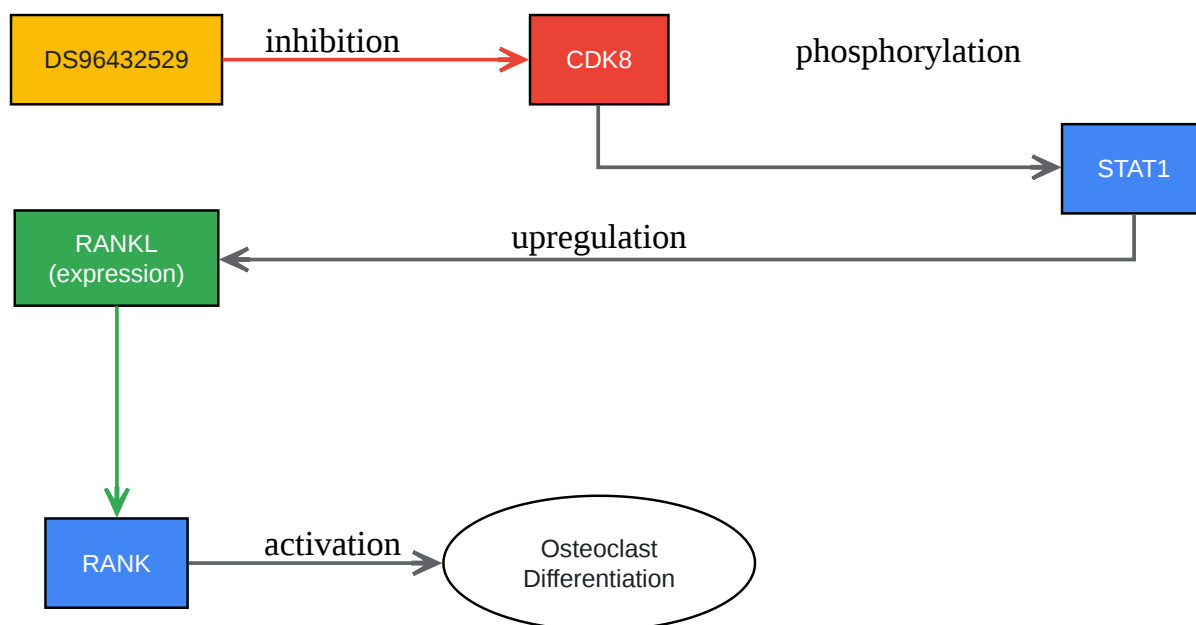 DS96432529
inhibition
CDK8
phosphorylation
STAT1
RANKL
(expression)
upregulation
RANK
activation
Osteoclast
Differentiation